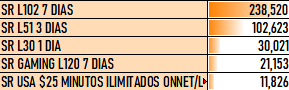 SR L102 7 DIAS 238,520
SR L51 3 DIAS 102,623
SR L30 1 DIA 30,021
SR GAMING L120 7 DIAS 21,153
SR USA $25 MINUTOS ILIMITADOS ONNET/L 11,826